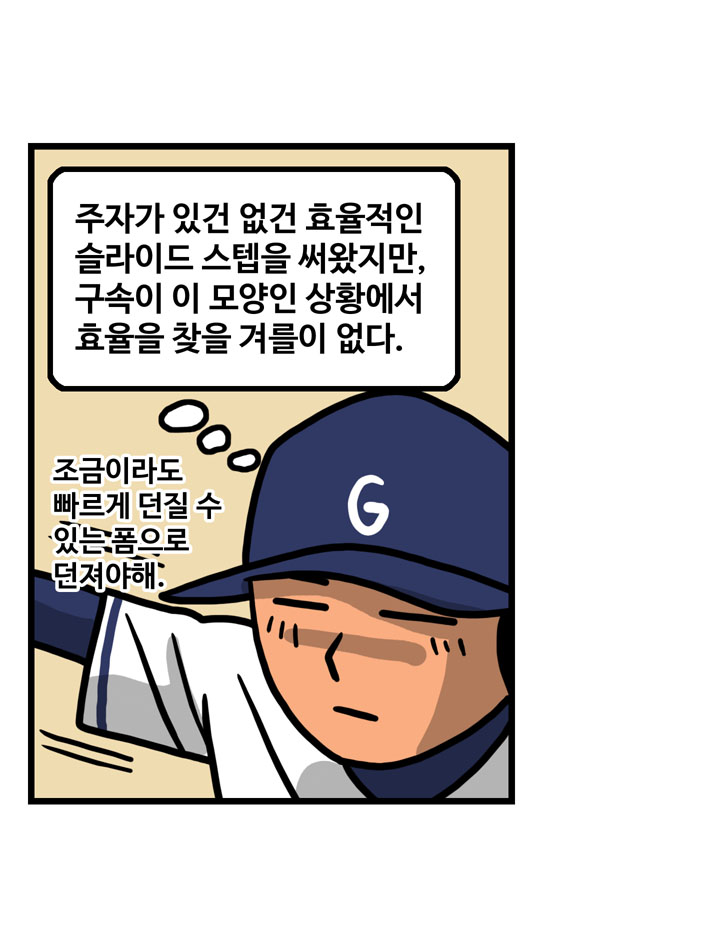 주자가 있건 없건 효율적인
슬라이드 스텝을 써왔지만,
구속이 이 모양인 상황에서
효율을 찾을 겨를이 없다.
조금이라도
빠르게 던질 수
있는 폼으로
던져야해.
G